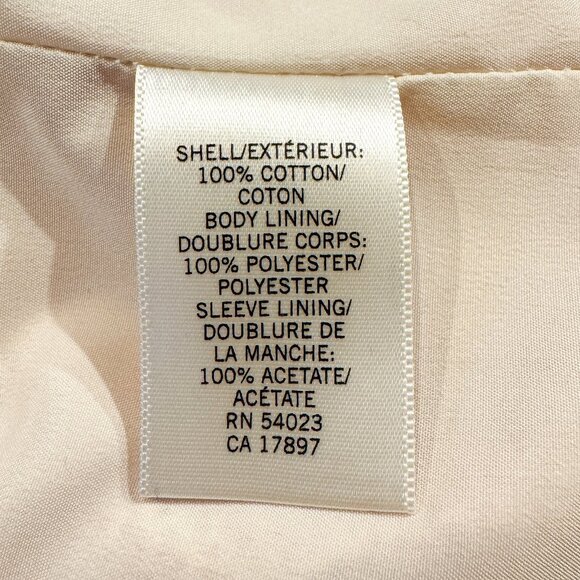 SHELL/EXTÉRIEUR:
100% COTTON/
COTON
BODY LINING/
DOUBLURE CORPS:
100% POLYESTER/
POLYESTER
SLEEVE LINING/
DOUBLURE DE
LA MANCHE:
100% ACETATE/
ACÉTATE
RN 54023
CA 17897